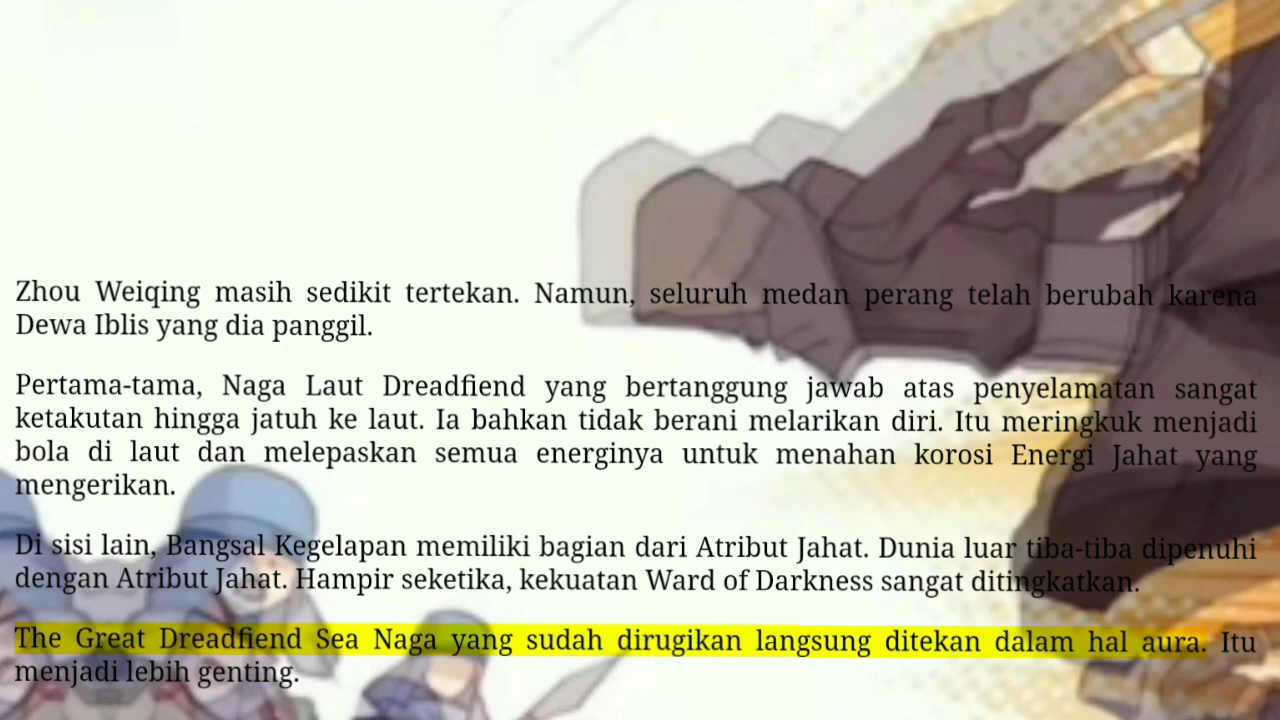 Zhou Weiqing masih sedikit tertekan. Namun, seluruh medan perang telah berubah karena
Dewa Iblis yang dia panggil.
Pertama-tama, Naga Laut Dreadfiend yang bertanggung jawab atas penyelamatan sangat
ketakutan hingga jatuh ke laut. Ia bahkan tidak berani melarikan diri. Itu meringkuk menjadi
bola di laut dan melepaskan semua energinya untuk menahan korosi Energi Jahat yang
mengerikan.
Di sisi lain, Bangsal Kegelapan memiliki bagian dari Atribut Jahat. Dunia luar tiba-tiba dipenuhi
dengan Atribut Jahat. Hampir seketika, kekuatan Ward of Darkness sangat ditingkatkan.
The Great Dreadfiend Sea Naga yang sudah dirugikan langsung ditekan dalam hal aura. Itu
menjadi lebih genting.